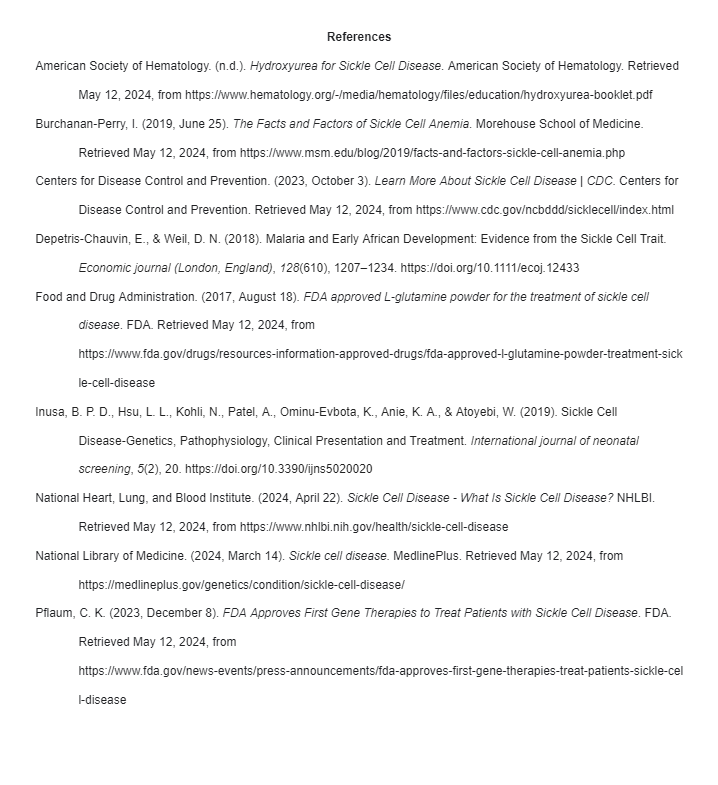 References
American Society of Hematology. (n.d.). Hydroxyurea for Sickle Cell Disease. American Society of Hematology. Retrieved
May 12, 2024, from https://www.hematology.org/-/media/hematology/files/education/hydroxyurea-booklet.pdf
Burchanan-Perry, I. (2019, June 25). The Facts and Factors of Sickle Cell Anemia. Morehouse School of Medicine.
Retrieved May 12, 2024, from https://www.msm.edu/blog/2019/facts-and-factors-sickle-cell-anemia.php
Centers for Disease Control and Prevention. (2023, October 3). Learn More About Sickle Cell Disease | CDC. Centers for
Disease Control and Prevention. Retrieved May 12, 2024, from https://www.cdc.gov/ncbddd/sicklecell/index.html
Depetris-Chauvin, E., & Weil, D. N. (2018). Malaria and Early African Development: Evidence from the Sickle Cell Trait.
Economic journal (London, England), 128(610), 1207–1234. https://doi.org/10.1111/ecoj.12433
Food and Drug Administration. (2017, August 18). FDA approved L-glutamine powder for the treatment of sickle cell
disease. FDA. Retrieved May 12, 2024, from
https://www.fda.gov/drugs/resources-information-approved-drugs/fda-approved-l-glutamine-powder-treatment-sick
le-cell-disease
Inusa, B. P. D., Hsu, L. L., Kohli, N., Patel, A., Ominu-Evbota, K., Anie, K. A., & Atoyebi, W. (2019). Sickle Cell
Disease-Genetics, Pathophysiology, Clinical Presentation and Treatment. International journal of neonatal
screening, 5(2), 20. https://doi.org/10.3390/ijns5020020
National Heart, Lung, and Blood Institute. (2024, April 22). Sickle Cell Disease - What Is Sickle Cell Disease? NHLBI.
Retrieved May 12, 2024, from https://www.nhlbi.nih.gov/health/sickle-cell-disease
National Library of Medicine. (2024, March 14). Sickle cell disease. MedlinePlus. Retrieved May 12, 2024, from
https://medlineplus.gov/genetics/condition/sickle-cell-disease/
Pflaum, C. K. (2023, December 8). FDA Approves First Gene Therapies to Treat Patients with Sickle Cell Disease. FDA.
Retrieved May 12, 2024, from
https://www.fda.gov/news-events/press-announcements/fda-approves-first-gene-therapies-treat-patients-sickle-cel
l-disease